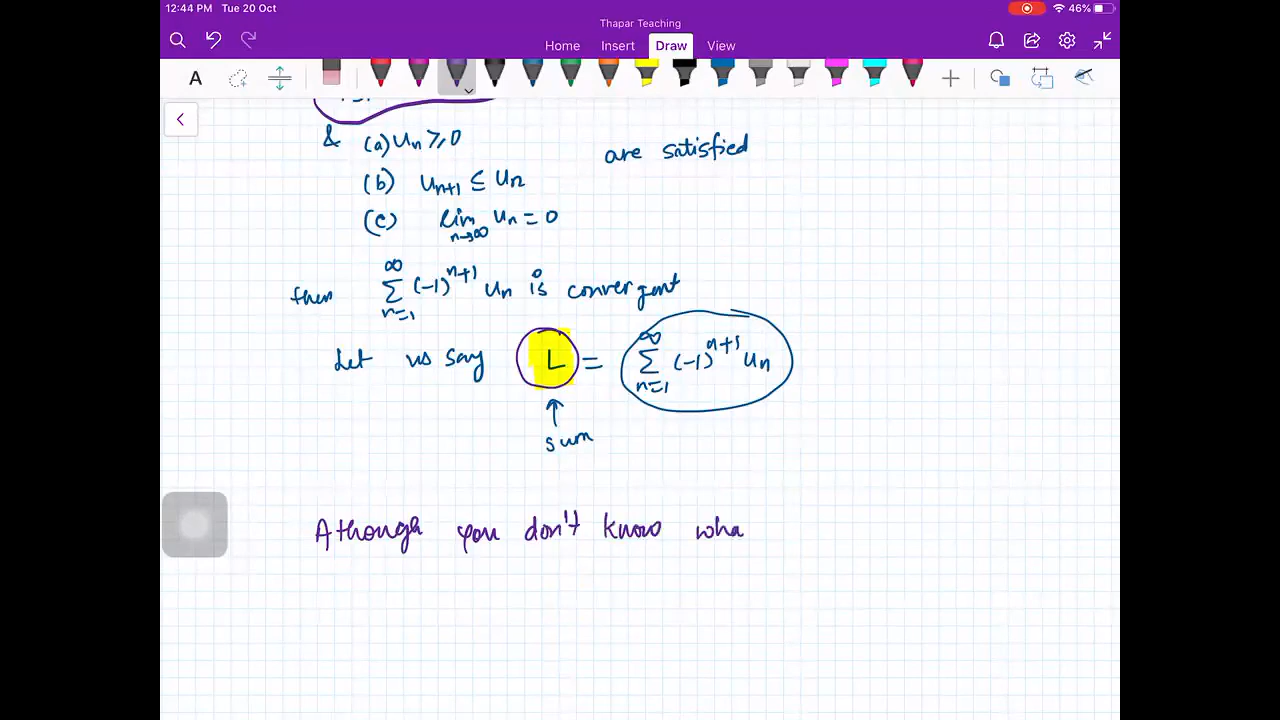 12:44 PM Tue 20 Oct
46%
Thapar Teaching
Home Insert Draw View
A
& (a) Un ≥ 0
are satisfied
(b) Un+1 ≤ Un
(c) lim n→∞ Un = 0
then ∞ Σ n=1 (-1)^n+1 Un is convergent
Let us say L = ∞ Σ n=1 (-1)^n+1 Un
↑
sum
Athough you don't know wha